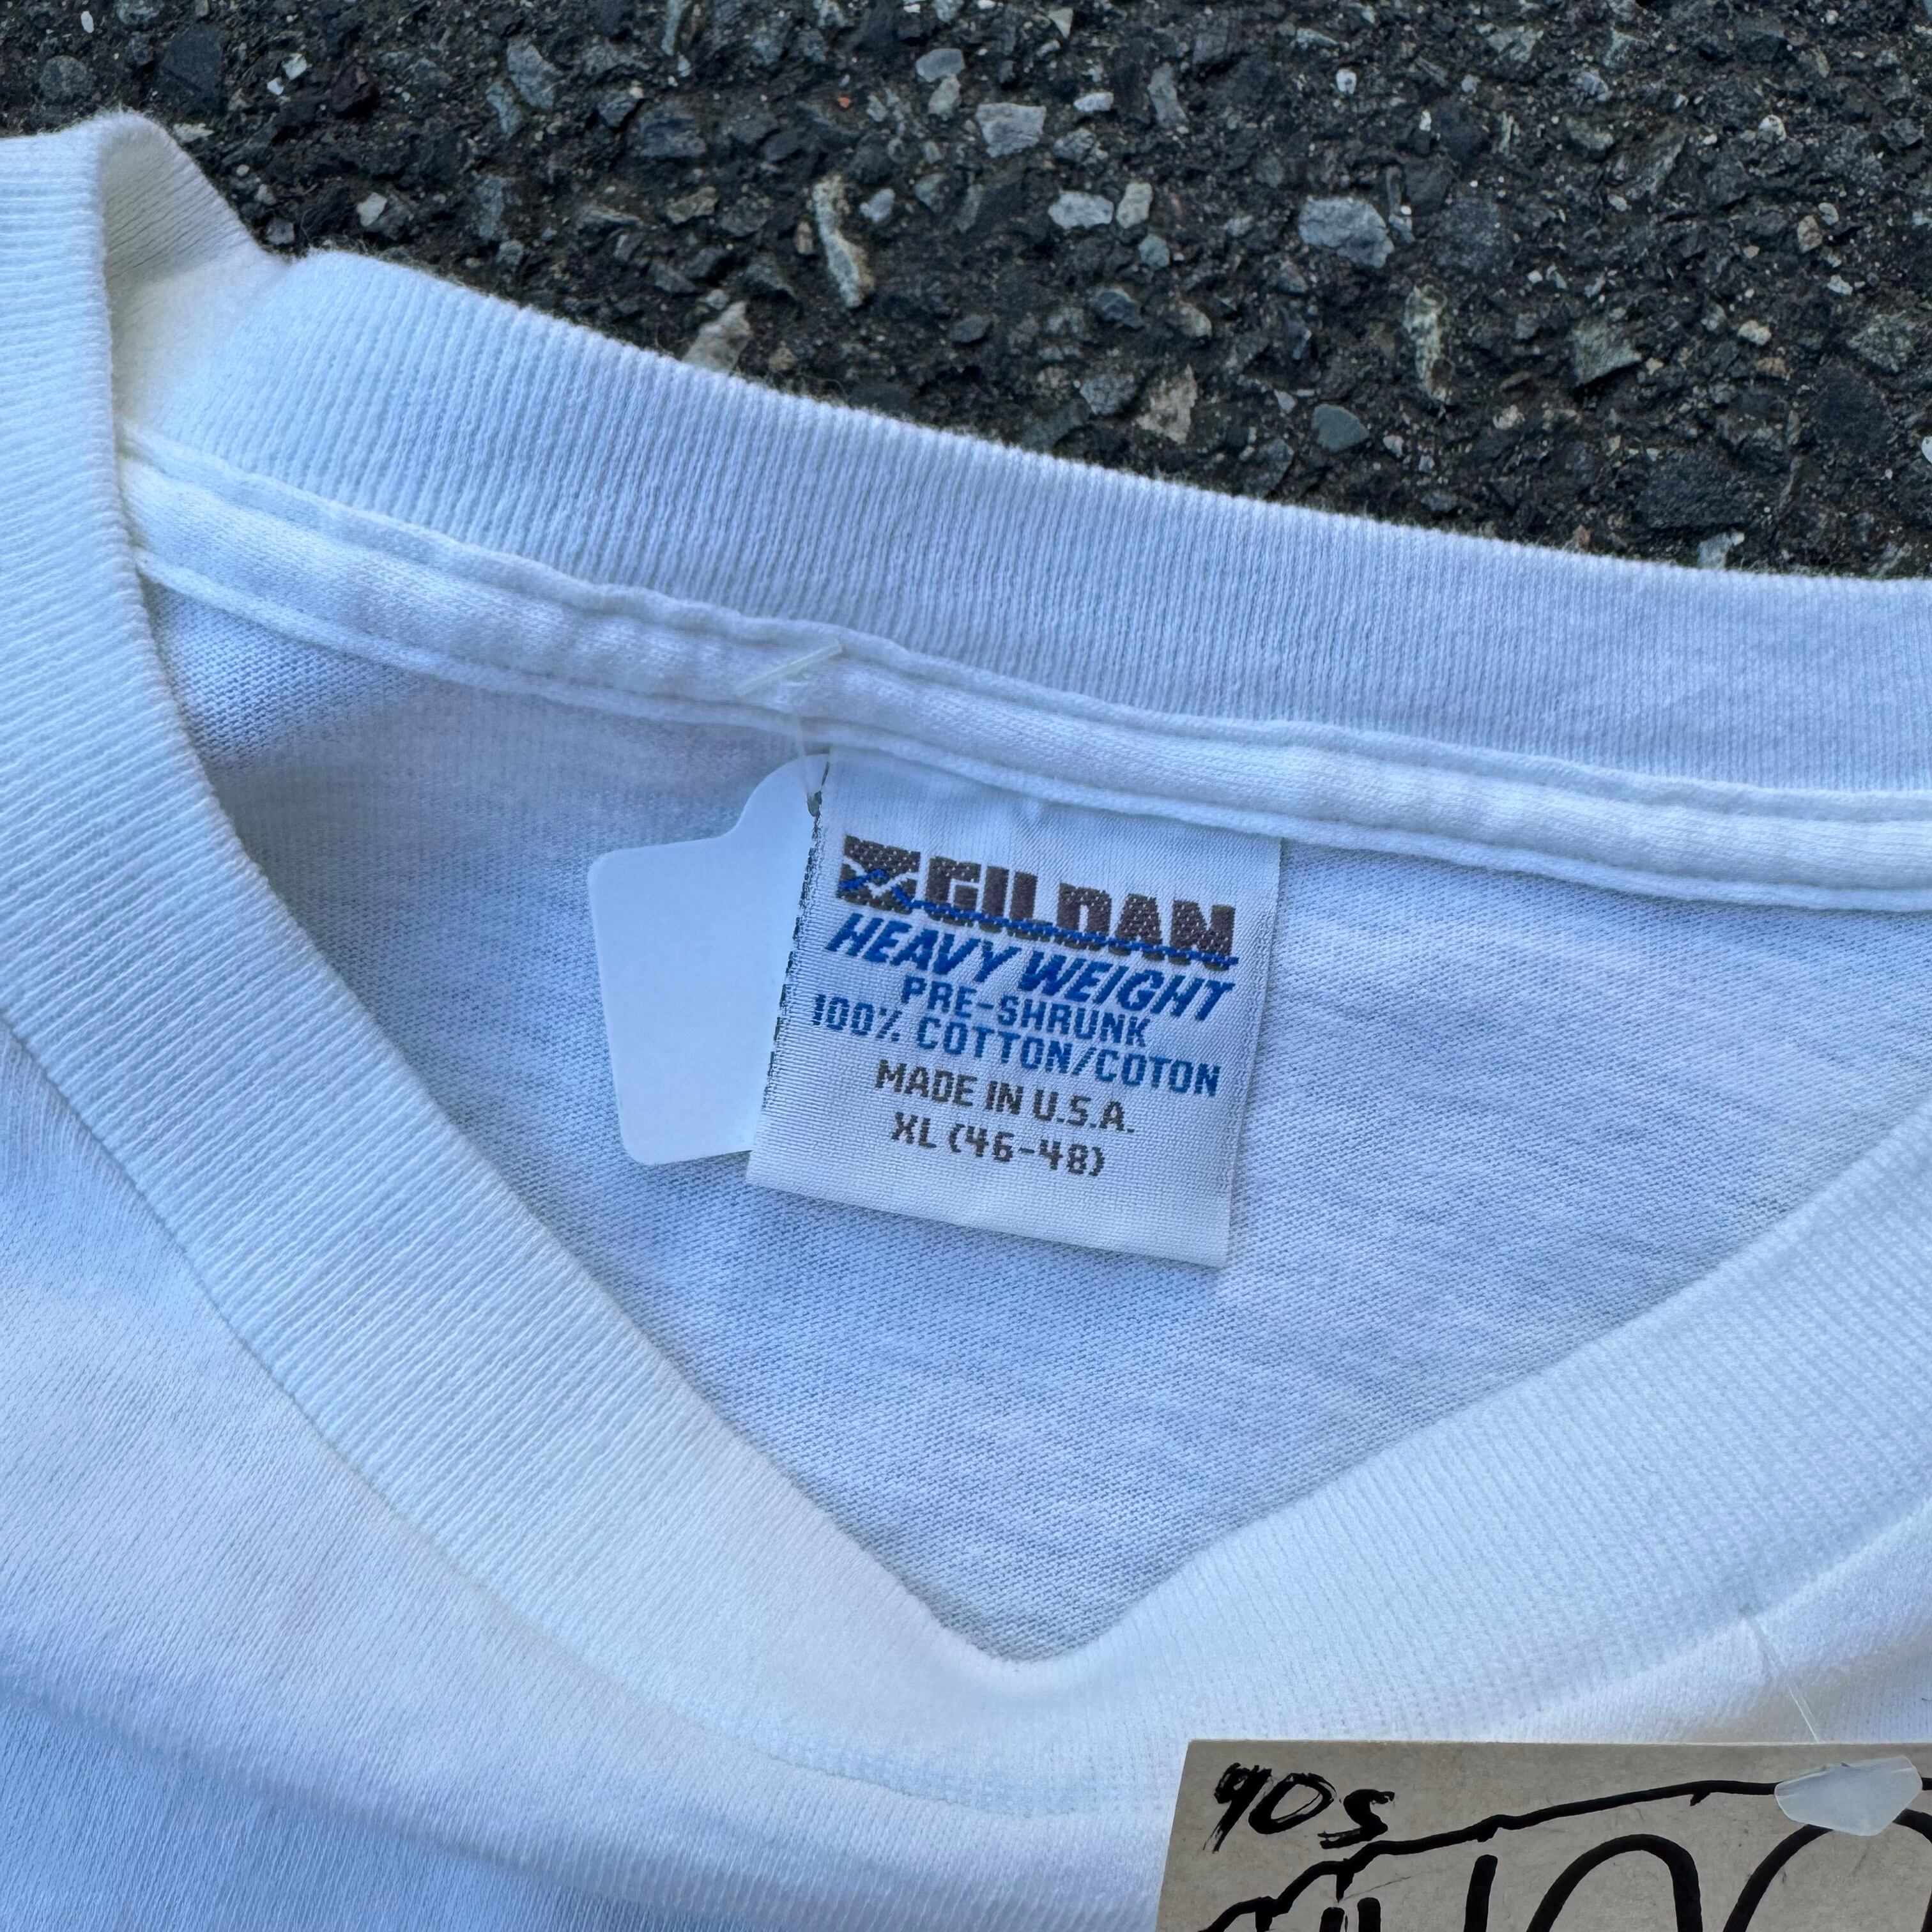 GILDAN
HEAVY WEIGHT
PRE-SHRUNK
100% COTTON/COTON
MADE IN U.S.A.
XL (46-48)
90s